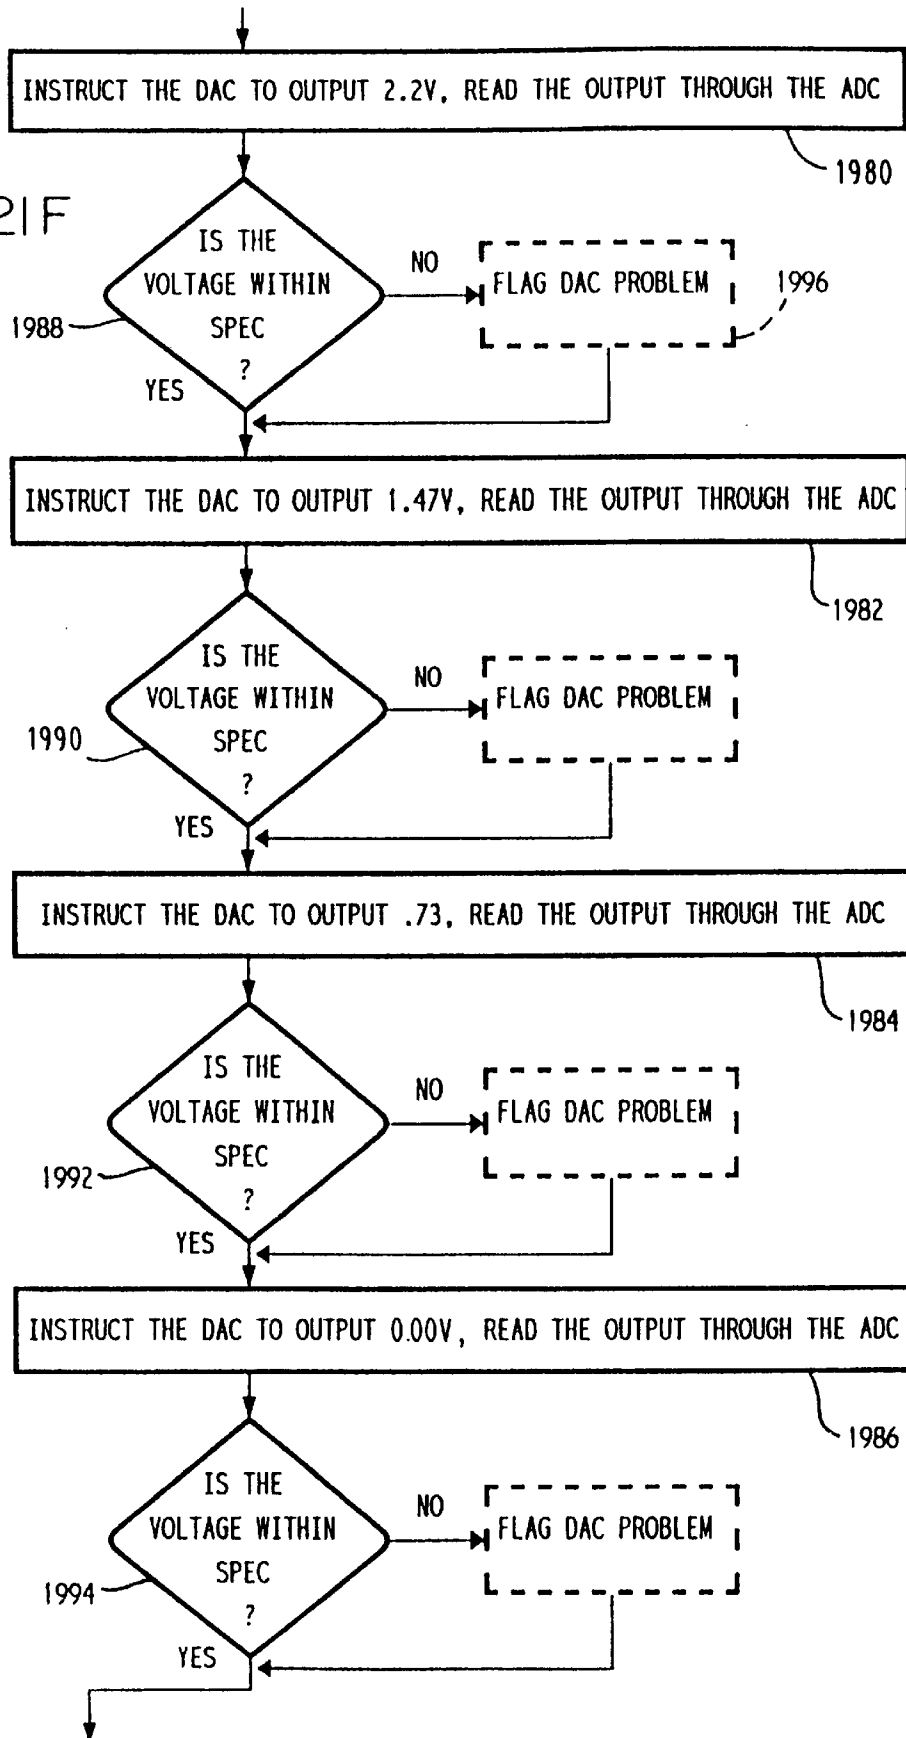 INSTRUCT THE DAC TO OUTPUT 2.2V, READ THE OUTPUT THROUGH THE ADC
1980
21F
IS THE
VOLTAGE WITHIN
SPEC
?
1988
NO
FLAG DAC PROBLEM
1996
YES
INSTRUCT THE DAC TO OUTPUT 1.47V, READ THE OUTPUT THROUGH THE ADC
1982
IS THE
VOLTAGE WITHIN
SPEC
?
1990
NO
FLAG DAC PROBLEM
YES
INSTRUCT THE DAC TO OUTPUT .73, READ THE OUTPUT THROUGH THE ADC
1984
IS THE
VOLTAGE WITHIN
SPEC
?
1992
NO
FLAG DAC PROBLEM
YES
INSTRUCT THE DAC TO OUTPUT 0.00V, READ THE OUTPUT THROUGH THE ADC
1986
IS THE
VOLTAGE WITHIN
SPEC
?
1994
NO
FLAG DAC PROBLEM
YES